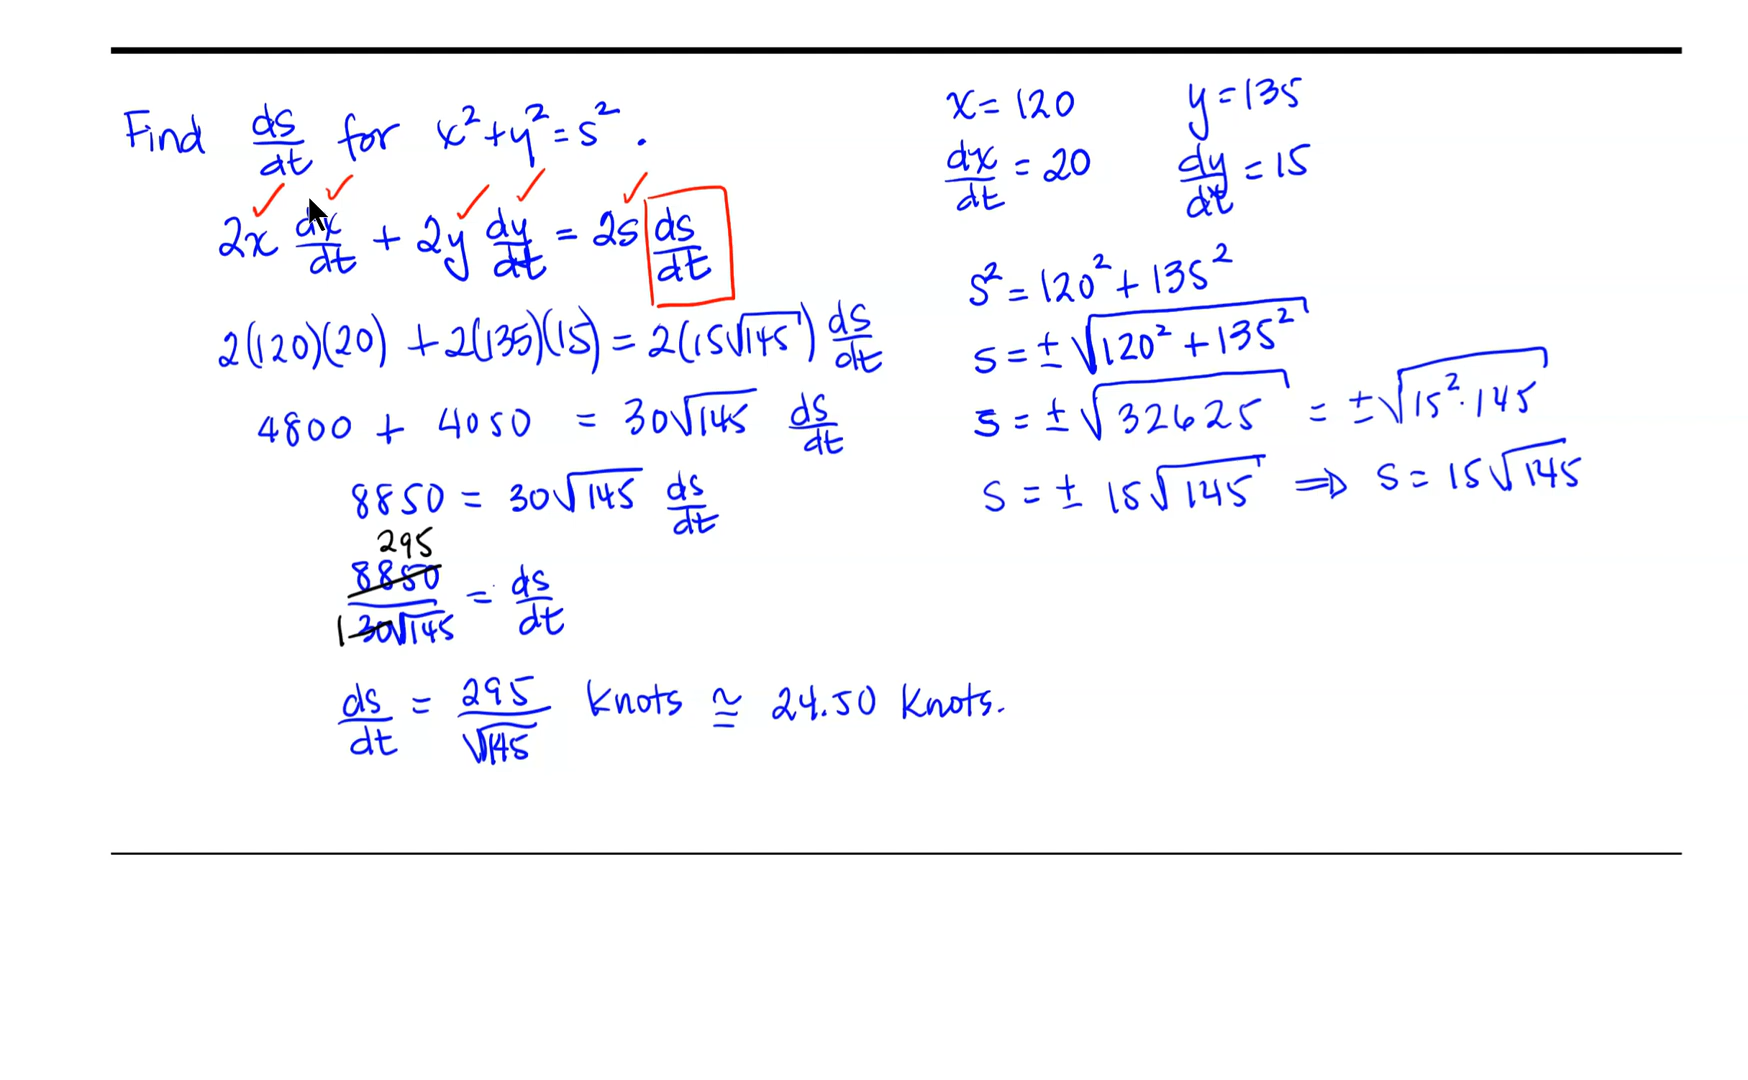 Find ds/dt for x²+y²=s².
2x dx/dt + 2y dy/dt = 2s ds/dt
2(120)(20) + 2(135)(15) = 2(15√145) ds/dt
4800 + 4050 = 30√145 ds/dt
8850 = 30√145 ds/dt
295
8850/30√145 = ds/dt
1
ds/dt = 295/√145 knots ≅ 24.50 knots.
x = 120 y = 135
dx/dt = 20 dy/dt = 15
s² = 120² + 135²
s = ±√120² + 135²
s = ±√32625 = ±√15²·145
s = ± 15√145 ⇒ s = 15√145